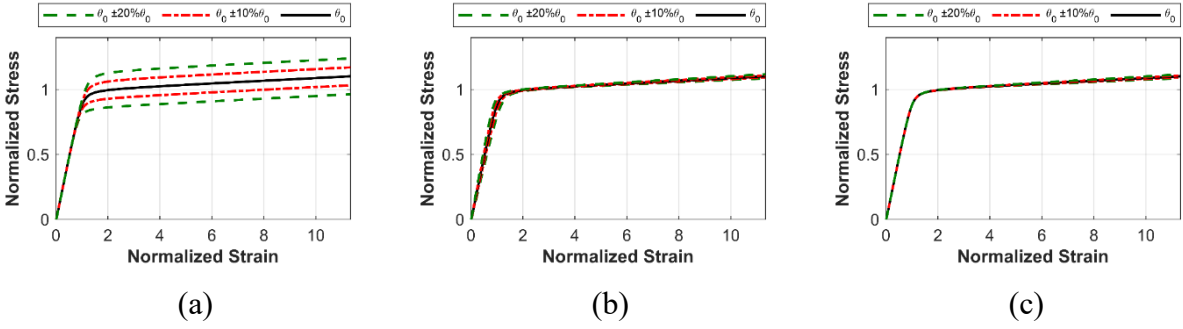 θ₀ ±20%θ₀ θ₀ ±10%θ₀ θ₀
Normalized Stress
1
0.5
0
0 2 4 6 8 10
Normalized Strain
(a)
θ₀ ±20%θ₀ θ₀ ±10%θ₀ θ₀
Normalized Stress
1
0.5
0
0 2 4 6 8 10
Normalized Strain
(b)
θ₀ ±20%θ₀ θ₀ ±10%θ₀ θ₀
Normalized Stress
1
0.5
0
0 2 4 6 8 10
Normalized Strain
(c)